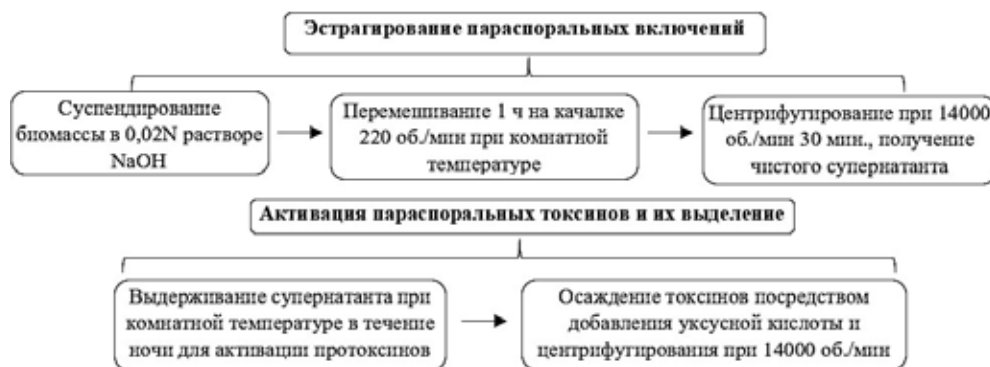 Эстрагирование параспоральных включений
Суспендирование
биомассы в 0,02N растворе
NaOH
Перемешивание 1 ч на качалке
220 об./мин при комнатной
температуре
Центрифугирование при 14000
об./мин 30 мин., получение
чистого супернатанта
Активация параспоральных токсинов и их выделение
Выдерживание супернатанта при
комнатной температуре в течение
ночи для активации протоксинов
Осаждение токсинов посредством
добавления уксусной кислоты и
центрифугирования при 14000 об./мин